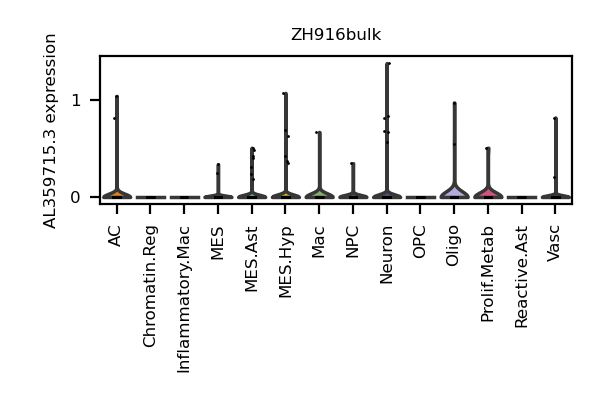 ZH916bulk
AL359715.3 expression
1
0
AC
Chromatin.Reg
Inflammatory.Mac
MES
MES.Ast
MES.Hyp
Mac
NPC
Neuron
OPC
Oligo
Prolif.Metab
Reactive.Ast
Vasc